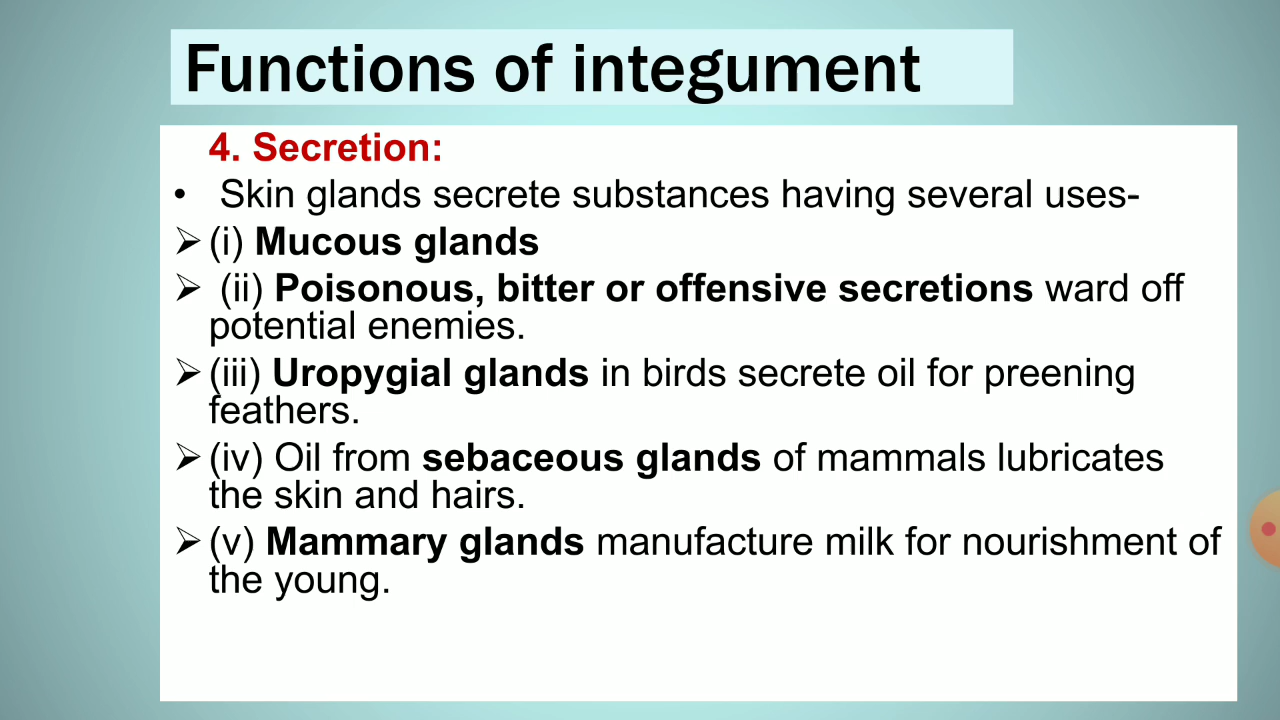 Functions of integument
4. Secretion:
• Skin glands secrete substances having several uses-
➢ (i) Mucous glands
➢ (ii) Poisonous, bitter or offensive secretions ward off
potential enemies.
➢ (iii) Uropygial glands in birds secrete oil for preening
feathers.
➢ (iv) Oil from sebaceous glands of mammals lubricates
the skin and hairs.
➢ (v) Mammary glands manufacture milk for nourishment of
the young.